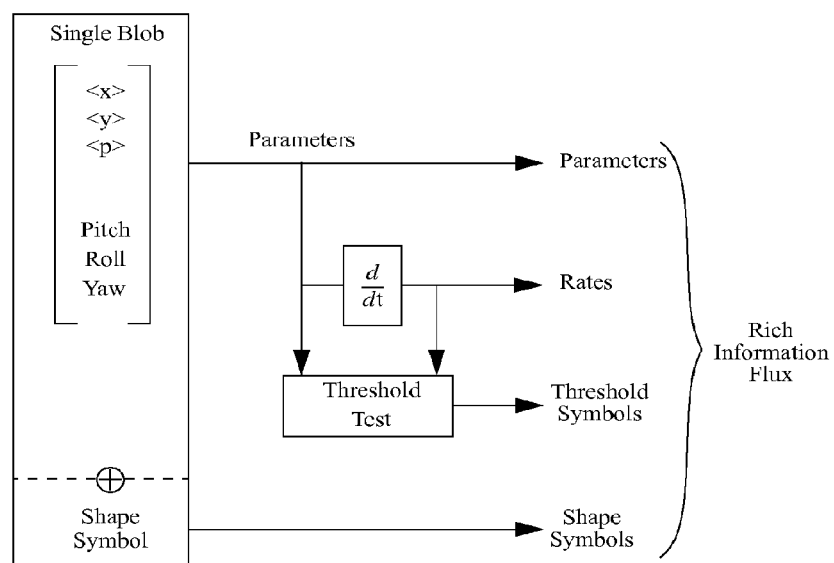 Single Blob
<x>
<y>
<p>
Pitch
Roll
Yaw
Shape
Symbol
Parameters
d
dt
Threshold
Test
Parameters
Rates
Threshold
Symbols
Shape
Symbols
Rich
Information
Flux